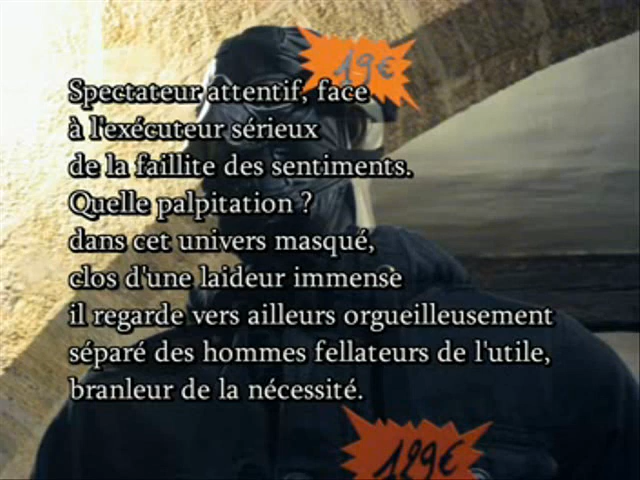 19€
Spectateur attentif, face
à l'exécuteur sérieux
de la faillite des sentiments.
Quelle palpitation ?
dans cet univers masqué,
clos d'une laideur immense
il regarde vers ailleurs orgueilleusement
séparé des hommes fellateurs de l'utile,
branleur de la nécessité.
129€